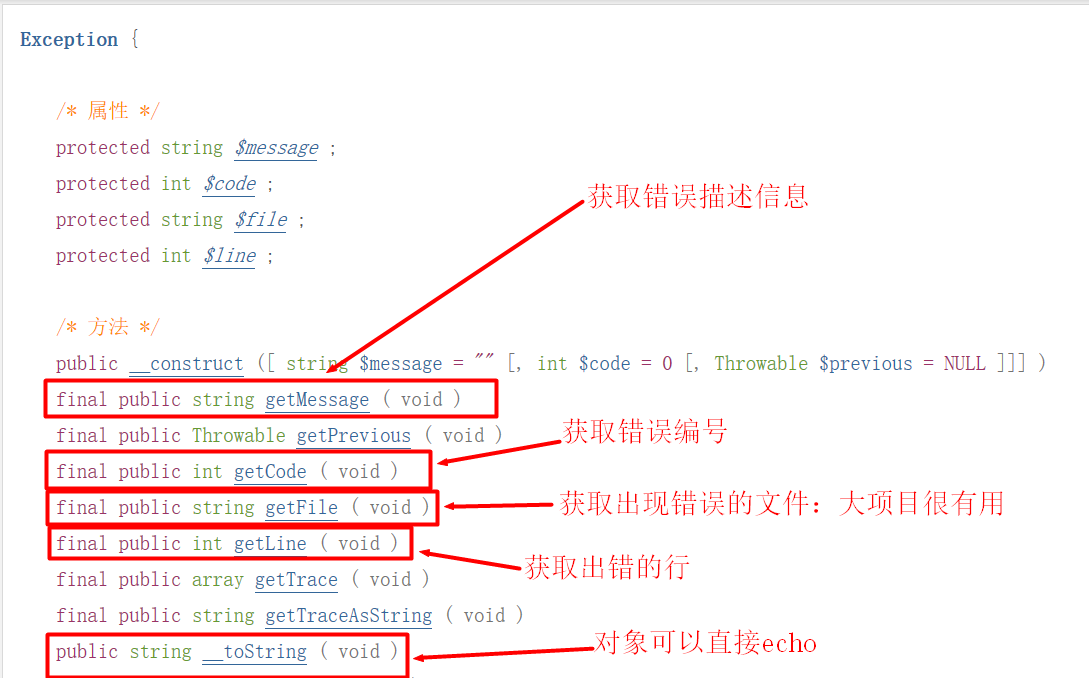 Exception {
/* 属性 */
protected string $message ;
protected int $code ;
protected string $file ;
protected int $line ;
获取错误描述信息
/* 方法 */
public __construct ([ string $message = "" [, int $code = 0 [, Throwable $previous = NULL ]]] )
final public string getMessage ( void )
final public Throwable getPrevious ( void )
获取错误编号
final public int getCode ( void )
final public string getFile ( void )
获取出现错误的文件：大项目很有用
final public int getLine ( void )
获取出错的行
final public array getTrace ( void )
final public string getTraceAsString ( void )
public string __toString ( void )
对象可以直接echo